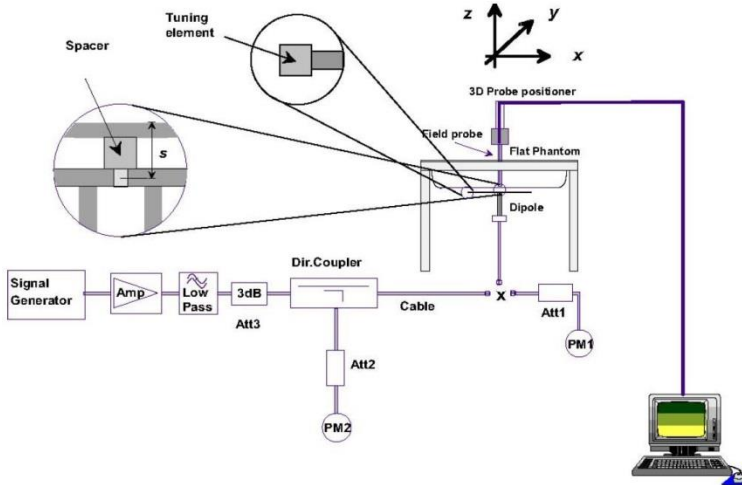 Tuning
element
Spacer
s
z
y
x
3D Probe positioner
Field probe
Flat Phantom
Dipole
Dir.Coupler
Signal
Generator
Amp
Low
Pass
3dB
Att3
Cable
x
Att1
PM1
Att2
PM2